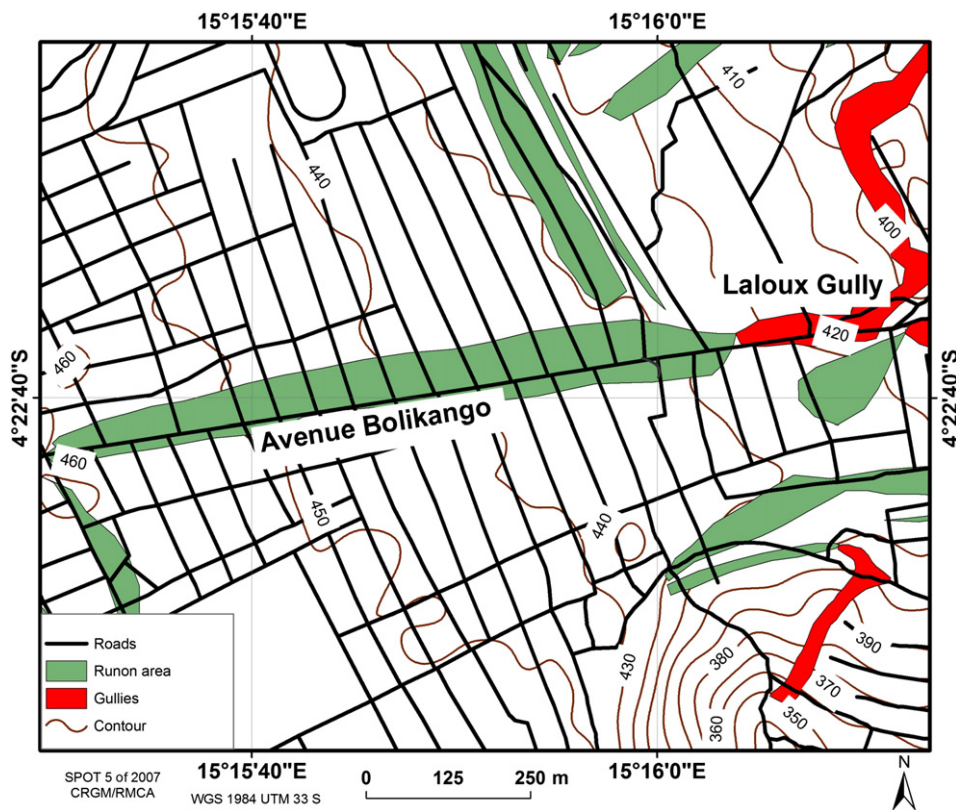 15°15'40"E
15°16'0"E
410
440
400
Laloux Gully
420
460
4°22'40"S
4°22'40"S
Avenue Bolikango
460
450
440
430
380
390
370
360
350
Roads
Runon area
Gullies
Contour
15°15'40"E
15°16'0"E
SPOT 5 of 2007
CRGM/RMCA
WGS 1984 UTM 33 S
0 125 250 m
N